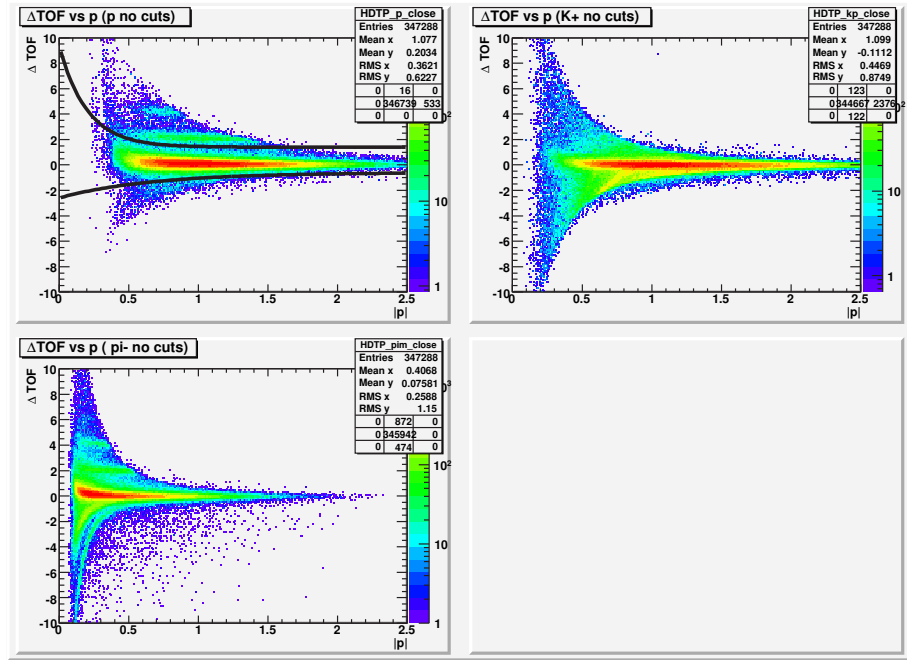 ΔTOF vs p (p no cuts)
HDTP_p_close
Entries 347288
Mean x 1.077
Mean y 0.2034
RMS x 0.3621
RMS y 0.6227
0 16 0
0 346739 533
0 0 0
Δ TOF
10
8
6
4
2
0
-2
-4
-6
-8
-10
0 0.5 1 1.5 2 2.5
|p|
10
1
ΔTOF vs p (K+ no cuts)
HDTP_kp_close
Entries 347288
Mean x 1.099
Mean y -0.1112
RMS x 0.4469
RMS y 0.8749
0 123 0
0 344667 2376
0 122 0
10²
Δ TOF
10
8
6
4
2
0
-2
-4
-6
-8
-10
0 0.5 1 1.5 2 2.5
|p|
10
1
ΔTOF vs p ( pi- no cuts)
HDTP_pim_close
Entries 347288
Mean x 0.4068
Mean y 0.07581
RMS x 0.2588
RMS y 1.15
0 872 0
0 345942 0
0 474 0
Δ TOF
10
8
6
4
2
0
-2
-4
-6
-8
-10
0 0.5 1 1.5 2 2.5
|p|
10²
10
1